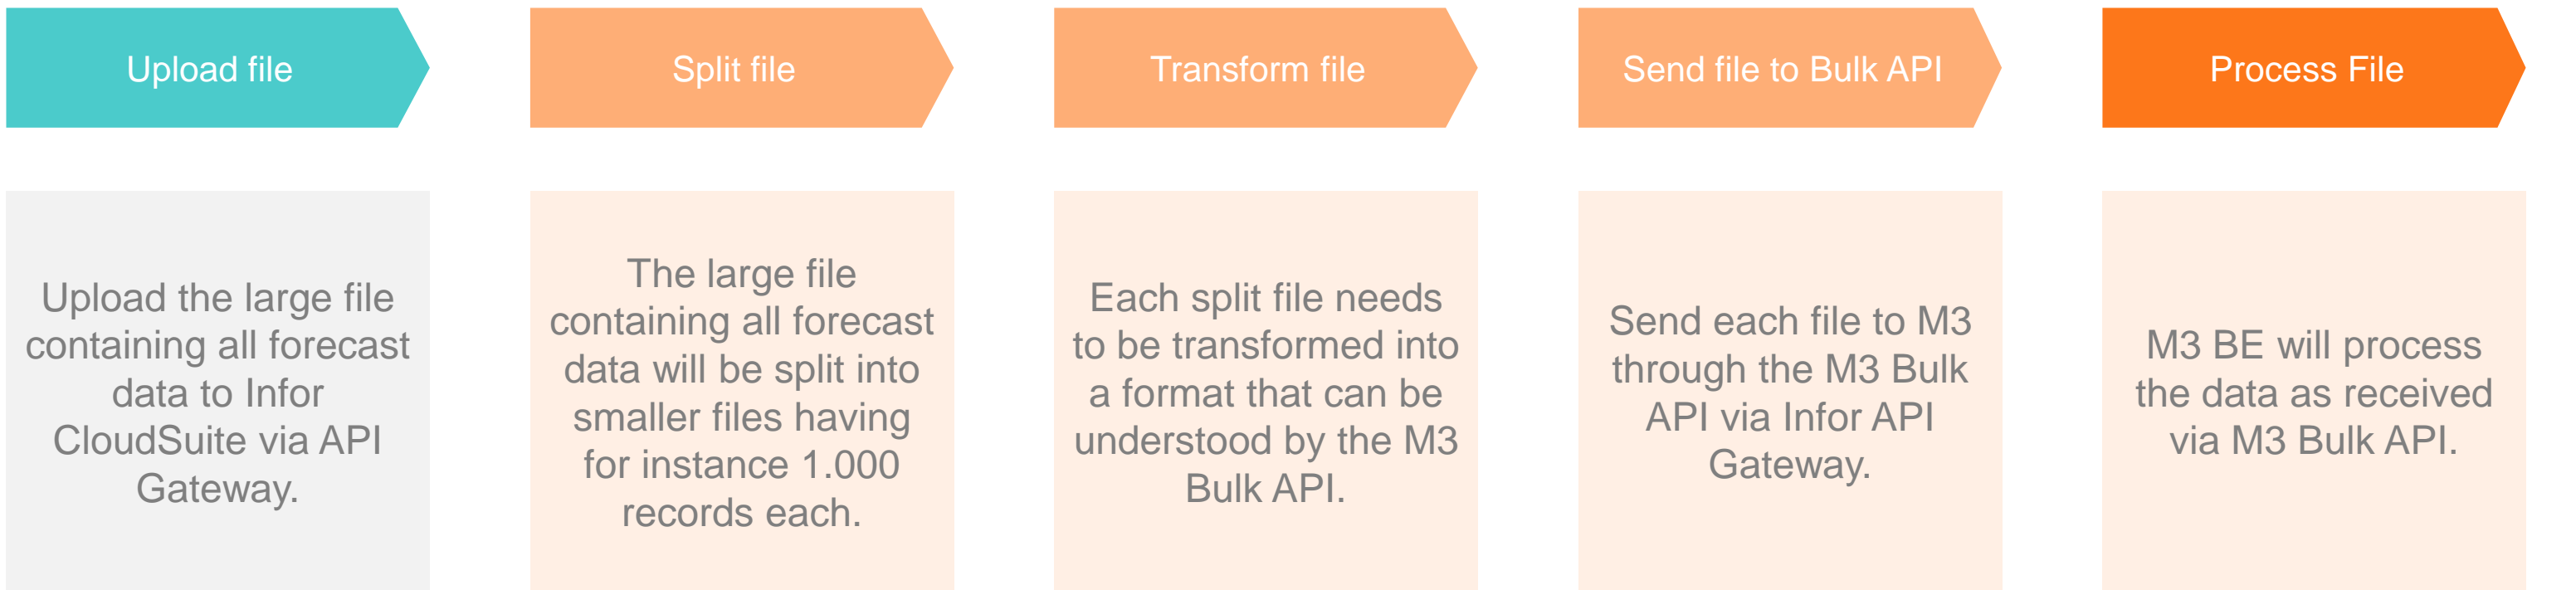 Upload file
Split file
Transform file
Send file to Bulk API
Process File
Upload the large file
containing all forecast
data to Infor
CloudSuite via API
Gateway.
The large file
containing all forecast
data will be split into
smaller files having
for instance 1.000
records each.
Each split file needs
to be transformed into
a format that can be
understood by the M3
Bulk API.
Send each file to M3
through the M3 Bulk
API via Infor API
Gateway.
M3 BE will process
the data as received
via M3 Bulk API.